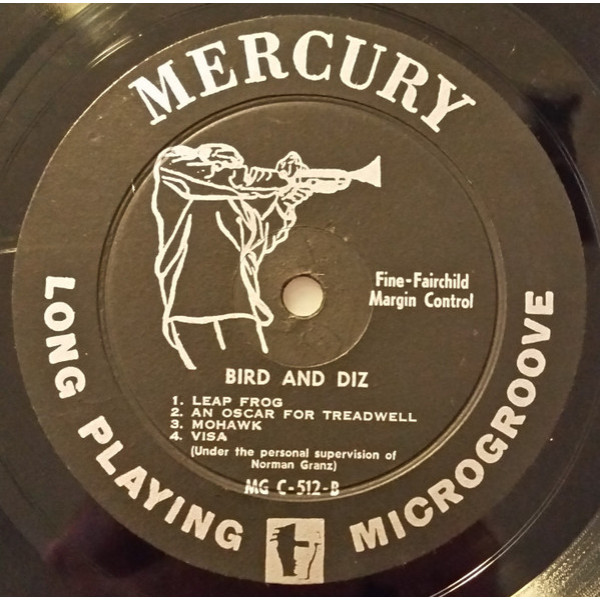 MERCURY
Fine-Fairchild
Margin Control
BIRD AND DIZ
1. LEAP FROG
2. AN OSCAR FOR TREADWELL
3. MOHAWK
4. VISA
(Under the personal supervision of
Norman Granz)
MG C-512-B
LONG PLAYING MICROGROOVE